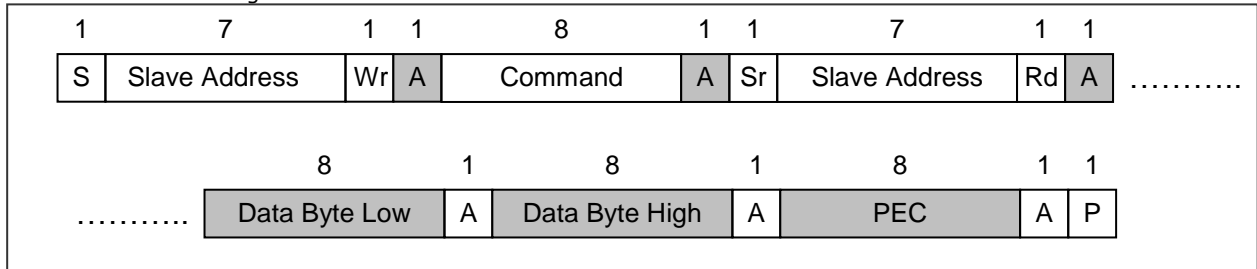 1 7 1 1 8 1 1 7 1 1
S Slave Address Wr A Command A Sr Slave Address Rd A ...........
8 1 8 1 8 1 1
........... Data Byte Low A Data Byte High A PEC A P